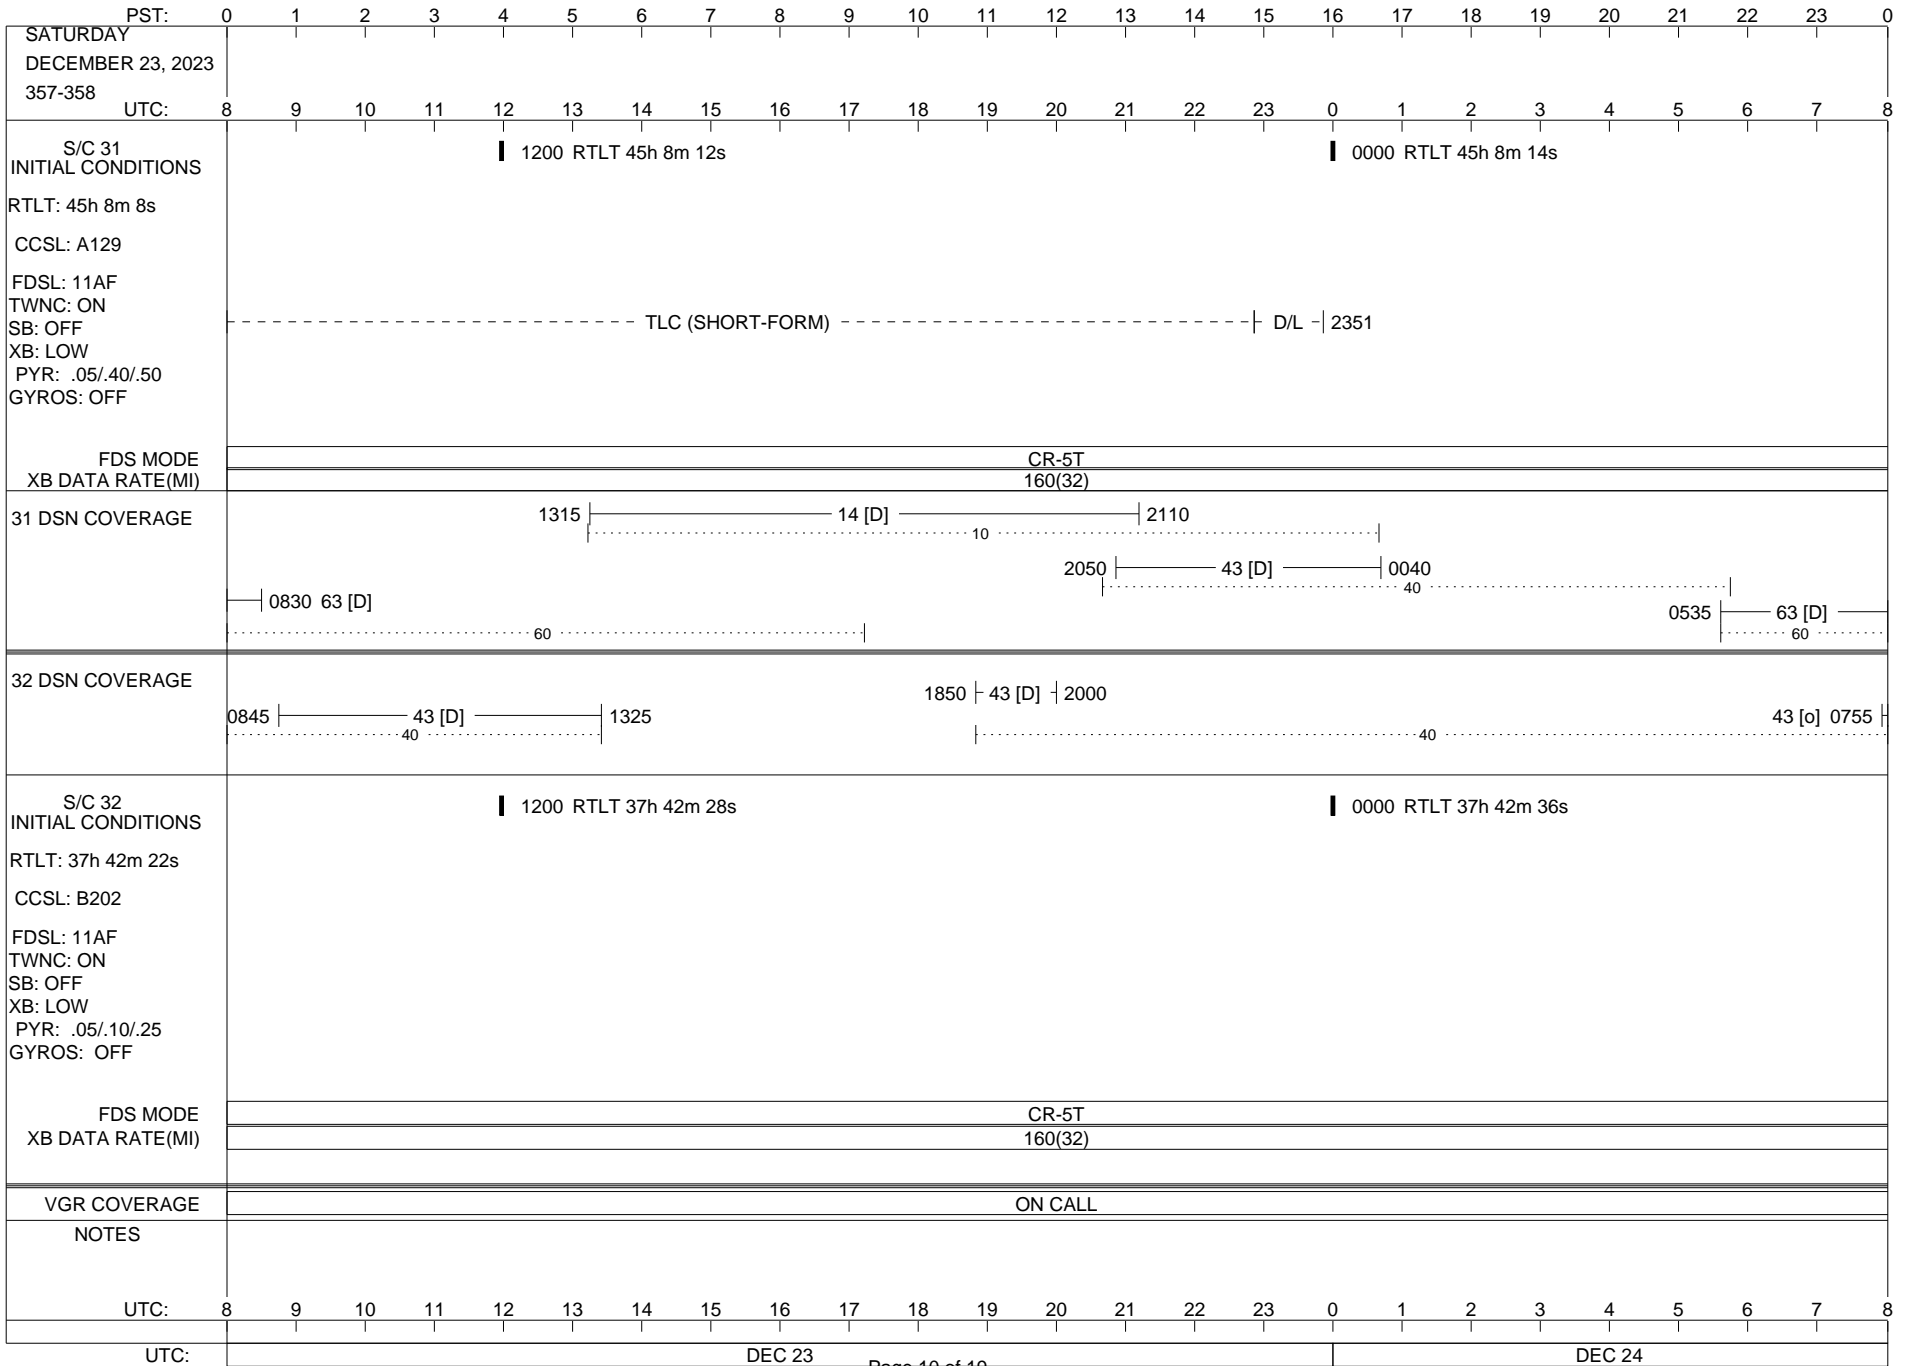 PST: 0 1 2 3 4 5 6 7 8 9 10 11 12 13 14 15 16 17 18 19 20 21 22 23 0
SATURDAY
DECEMBER 23, 2023
357-358
UTC: 8 9 10 11 12 13 14 15 16 17 18 19 20 21 22 23 0 1 2 3 4 5 6 7 8
S/C 31
INITIAL CONDITIONS
1200 RTLT 45h 8m 12s
0000 RTLT 45h 8m 14s
RTLT: 45h 8m 8s
CCSL: A129
FDSL: 11AF
TWNC: ON
SB: OFF
XB: LOW
PYR: .05/.40/.50
GYROS: OFF
TLC (SHORT-FORM) D/L 2351
FDS MODE CR-5T
XB DATA RATE(MI) 160(32)
31 DSN COVERAGE
1315 14 [D] 2110
10
2050 43 [D] 0040
40
0830 63 [D]
0535 63 [D]
60
60
32 DSN COVERAGE
1850 43 [D] 2000
0845 43 [D] 1325
43 [o] 0755
40
40
S/C 32
INITIAL CONDITIONS
1200 RTLT 37h 42m 28s
0000 RTLT 37h 42m 36s
RTLT: 37h 42m 22s
CCSL: B202
FDSL: 11AF
TWNC: ON
SB: OFF
XB: LOW
PYR: .05/.10/.25
GYROS: OFF
FDS MODE CR-5T
XB DATA RATE(MI) 160(32)
VGR COVERAGE ON CALL
NOTES
UTC: 8 9 10 11 12 13 14 15 16 17 18 19 20 21 22 23 0 1 2 3 4 5 6 7 8
UTC: DEC 23 DEC 24
Page 10 of 10